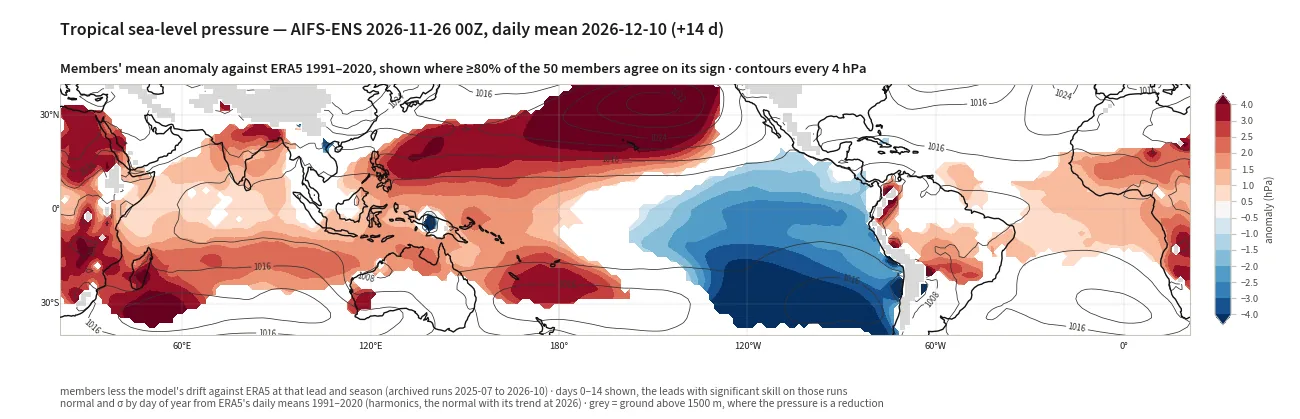 Tropical sea-level pressure — AIFS-ENS 2026-11-26 00Z, daily mean 2026-12-10 (+14 d)
Members' mean anomaly against ERA5 1991–2020, shown where ≥80% of the 50 members agree on its sign · contours every 4 hPa
1016
1016
1024
30°N
1016
1016
0°
1016
1008
1016
30°S
1008
1016
1016
1016
60°E
120°E
180°
120°W
60°W
0°
4.0
3.0
2.5
2.0
1.5
1.0
0.5
−0.5
−1.0
−1.5
−2.0
−2.5
−3.0
−4.0
anomaly (hPa)
members less the model's drift against ERA5 at that lead and season (archived runs 2025-07 to 2026-10) · days 0–14 shown, the leads with significant skill on those runs
normal and σ by day of year from ERA5's daily means 1991–2020 (harmonics, the normal with its trend at 2026) · grey = ground above 1500 m, where the pressure is a reduction